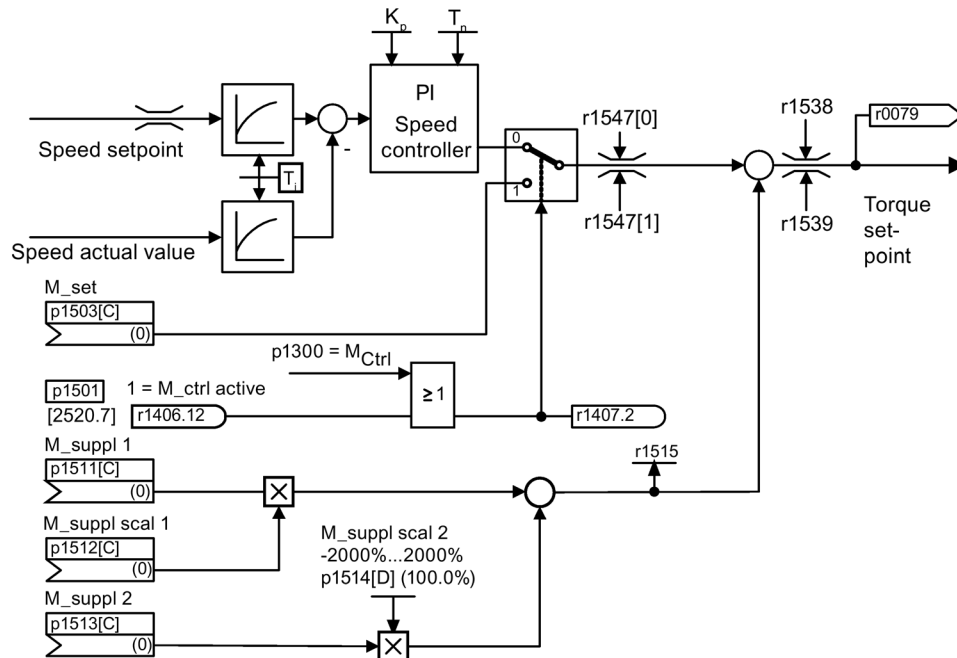 Kp Tn
PI
Speed
controller
Speed setpoint
-
Ti
Speed actual value
0
1
r1547[0]
r1547[1]
r1538
r1539
r0079
Torque
set-
point
M_set
p1503[C]
(0)
p1300 = MCtrl
≥ 1
p1501
1 = M_ctrl active
[2520.7]
r1406.12
r1407.2
M_suppl 1
p1511[C]
(0)
r1515
M_suppl scal 1
p1512[C]
(0)
M_suppl scal 2
-2000%...2000%
p1514[D] (100.0%)
M_suppl 2
p1513[C]
(0)